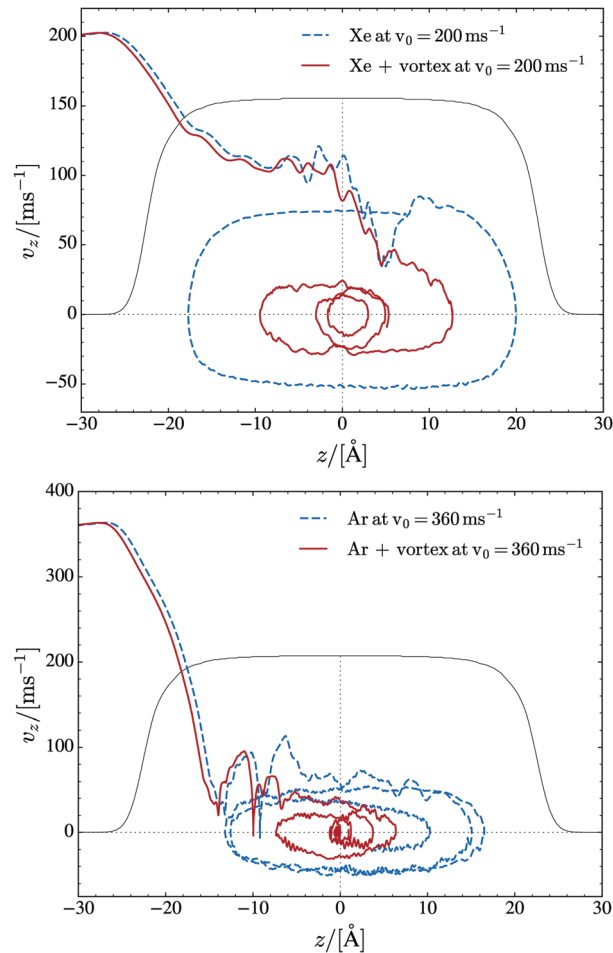 200
150
100
50
0
−50
v_z/[ms⁻¹]
Xe at v₀ = 200 ms⁻¹
Xe + vortex at v₀ = 200 ms⁻¹
−30 −20 −10 0 10 20 30
z/[Å]
400
300
200
100
0
v_z/[ms⁻¹]
Ar at v₀ = 360 ms⁻¹
Ar + vortex at v₀ = 360 ms⁻¹
−30 −20 −10 0 10 20 30
z/[Å]